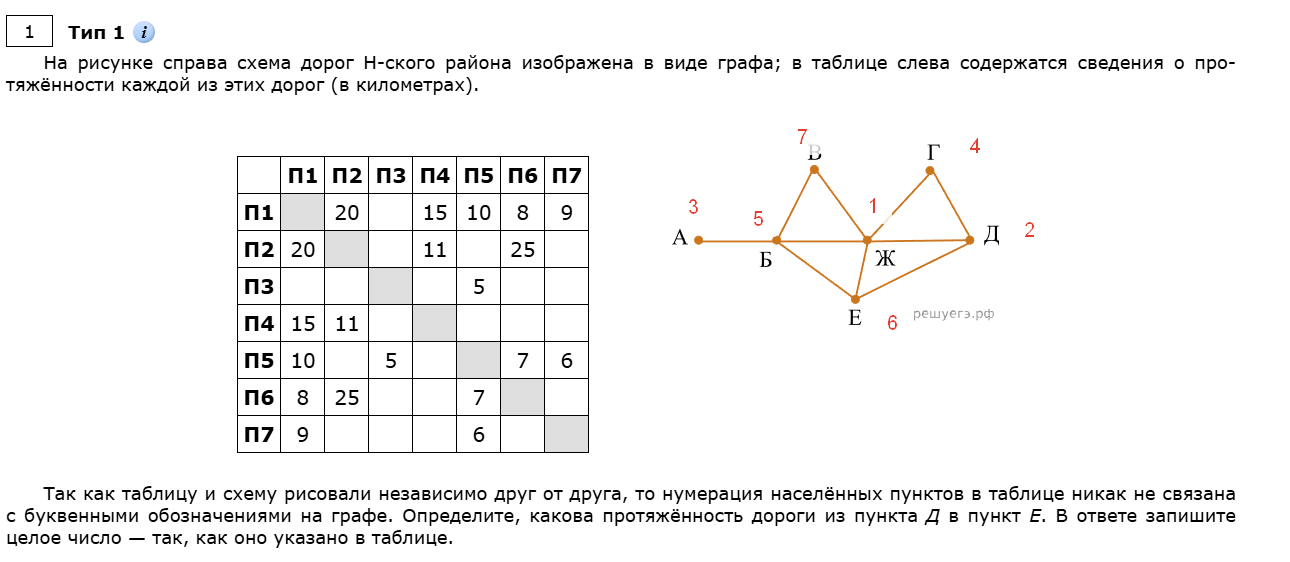 1 Тип 1 i
На рисунке справа схема дорог Н-ского района изображена в виде графа; в таблице слева содержатся сведения о про-
тяжённости каждой из этих дорог (в километрах).
П1 П2 П3 П4 П5 П6 П7
П1 20 15 10 8 9
П2 20 11 25
П3 5
П4 15 11
П5 10 5 7 6
П6 8 25 7
П7 9 6
7
В Г 4
3 5 1
А Д 2
Б Ж
Е 6 решуегэ.рф
Так как таблицу и схему рисовали независимо друг от друга, то нумерация населённых пунктов в таблице никак не связана
с буквенными обозначениями на графе. Определите, какова протяжённость дороги из пункта Д в пункт Е. В ответе запишите
целое число — так, как оно указано в таблице.